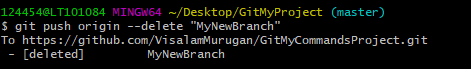 124454@LT101084 MINGW64 ~/Desktop/GitMyProject (master)
$ git push origin --delete "MyNewBranch"
To https://github.com/VisalamMurugan/GitMyCommandsProject.git
 - [deleted]         MyNewBranch